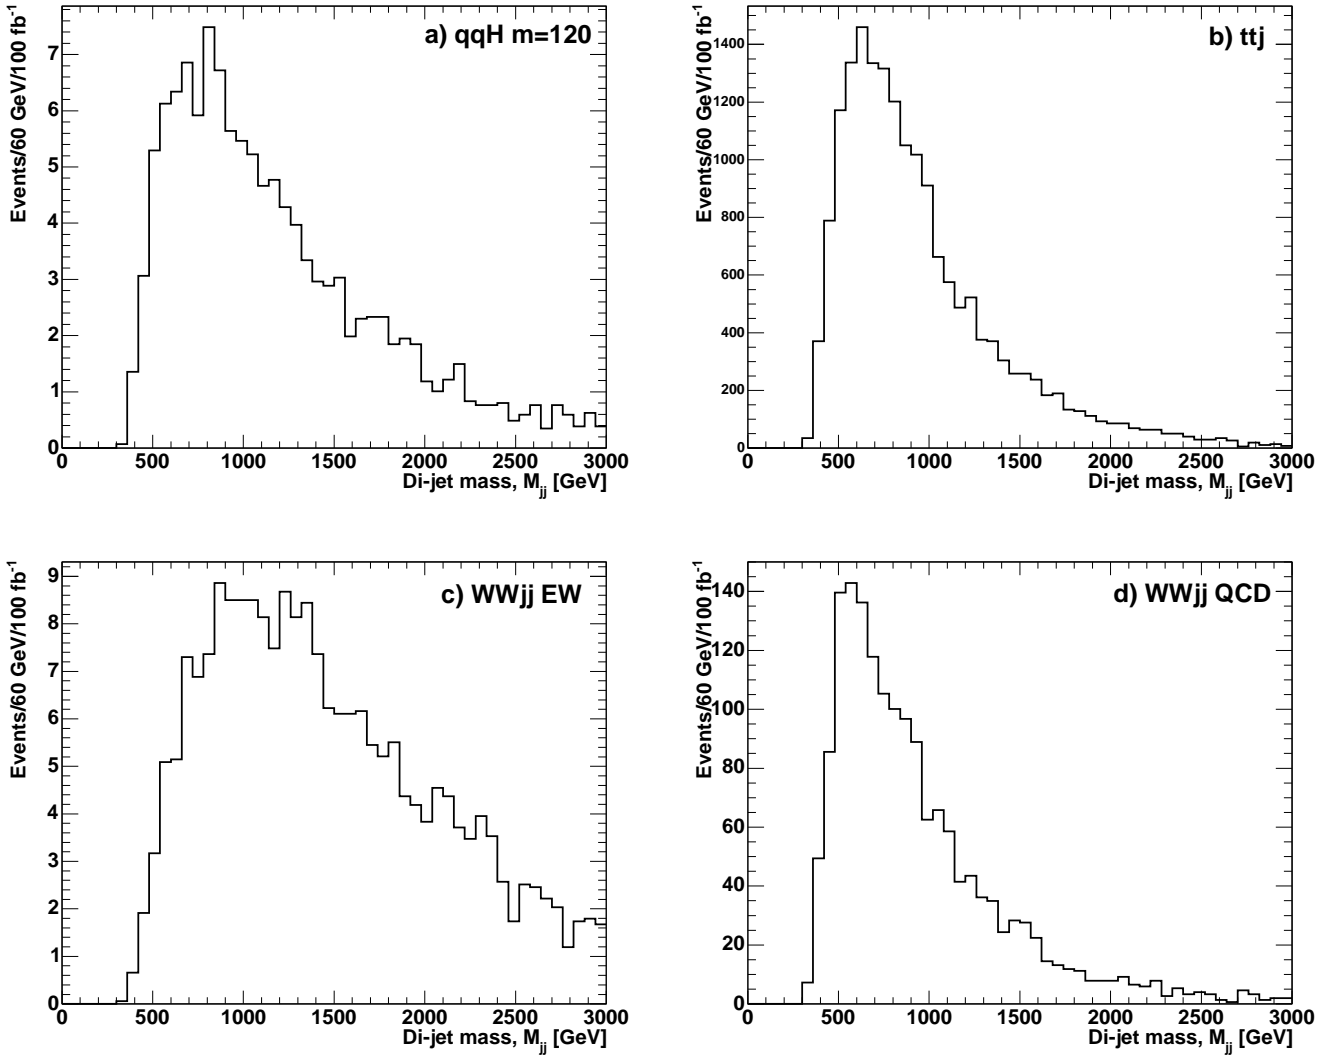 a) qqH m=120
Events/60 GeV/100 fb⁻¹
7
6
5
4
3
2
1
0
0 500 1000 1500 2000 2500 3000
Di-jet mass, Mjj [GeV]
b) ttj
Events/60 GeV/100 fb⁻¹
1400
1200
1000
800
600
400
200
0
0 500 1000 1500 2000 2500 3000
Di-jet mass, Mjj [GeV]
c) WWjj EW
Events/60 GeV/100 fb⁻¹
9
8
7
6
5
4
3
2
1
0
0 500 1000 1500 2000 2500 3000
Di-jet mass, Mjj [GeV]
d) WWjj QCD
Events/60 GeV/100 fb⁻¹
140
120
100
80
60
40
20
0
0 500 1000 1500 2000 2500 3000
Di-jet mass, Mjj [GeV]